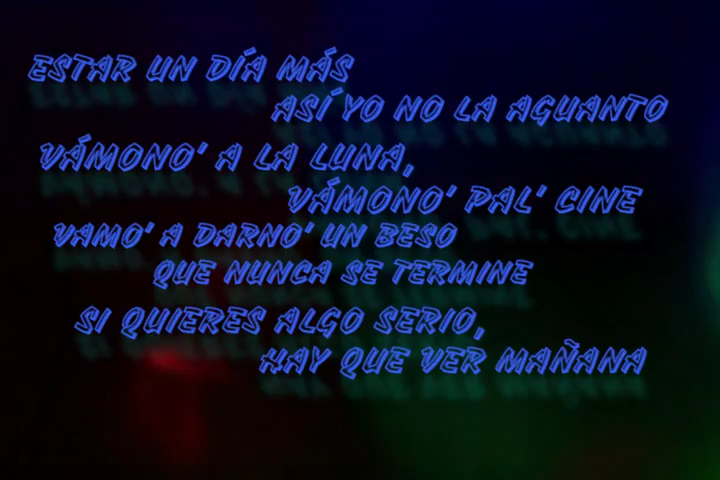 ESTAR UN DÍA MÁS
ASÍ YO NO LA AGUANTO
VÁMONO' A LA LUNA,
VÁMONO' PAL' CINE
VAMO' A DARNO' UN BESO
QUE NUNCA SE TERMINE
SI QUIERES ALGO SERIO,
HAY QUE VER MAÑANA